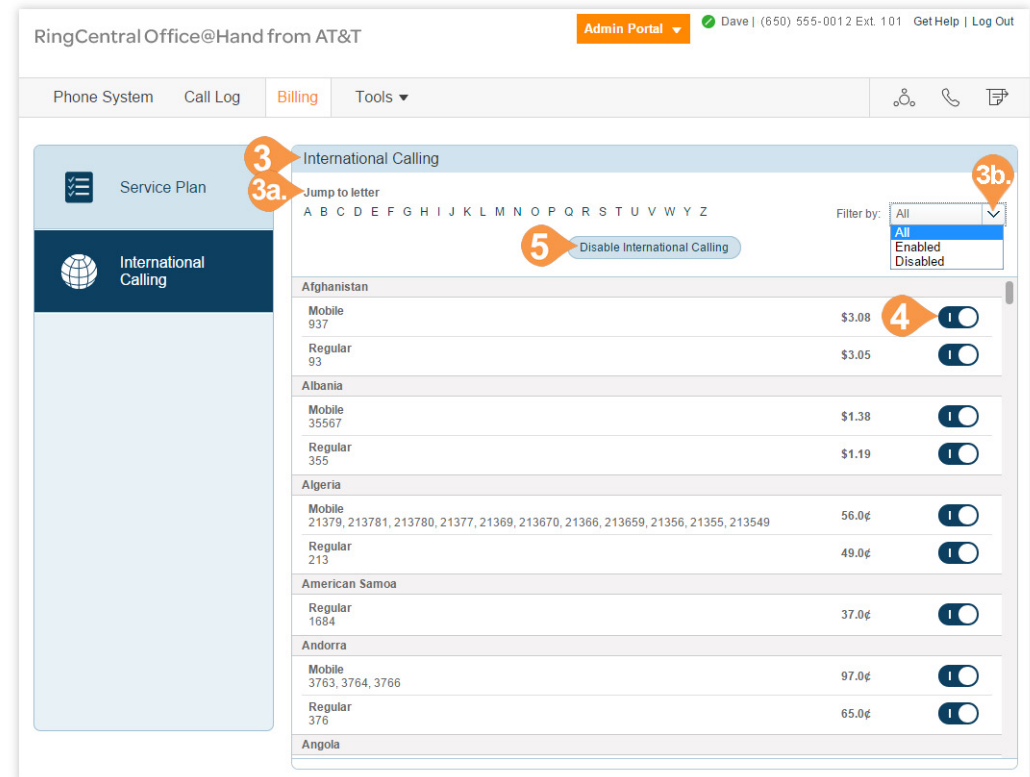 RingCentral Office@Hand from AT&T
Admin Portal
Dave | (650) 555-0012 Ext. 101 Get Help | Log Out
Phone System Call Log Billing Tools
Service Plan
International
Calling
3 International Calling
3a. Jump to letter
A B C D E F G H I J K L M N O P Q R S T U V W Y Z
3b.
Filter by: All
All
Enabled
Disabled
5 Disable International Calling
Afghanistan
Mobile
937 $3.08 4
Regular
93 $3.05
Albania
Mobile
35567 $1.38
Regular
355 $1.19
Algeria
Mobile
21379, 213781, 213780, 21377, 21369, 213670, 21366, 213659, 21356, 21355, 213549 56.0¢
Regular
213 49.0¢
American Samoa
Regular
1684 37.0¢
Andorra
Mobile
3763, 3764, 3766 97.0¢
Regular
376 65.0¢
Angola